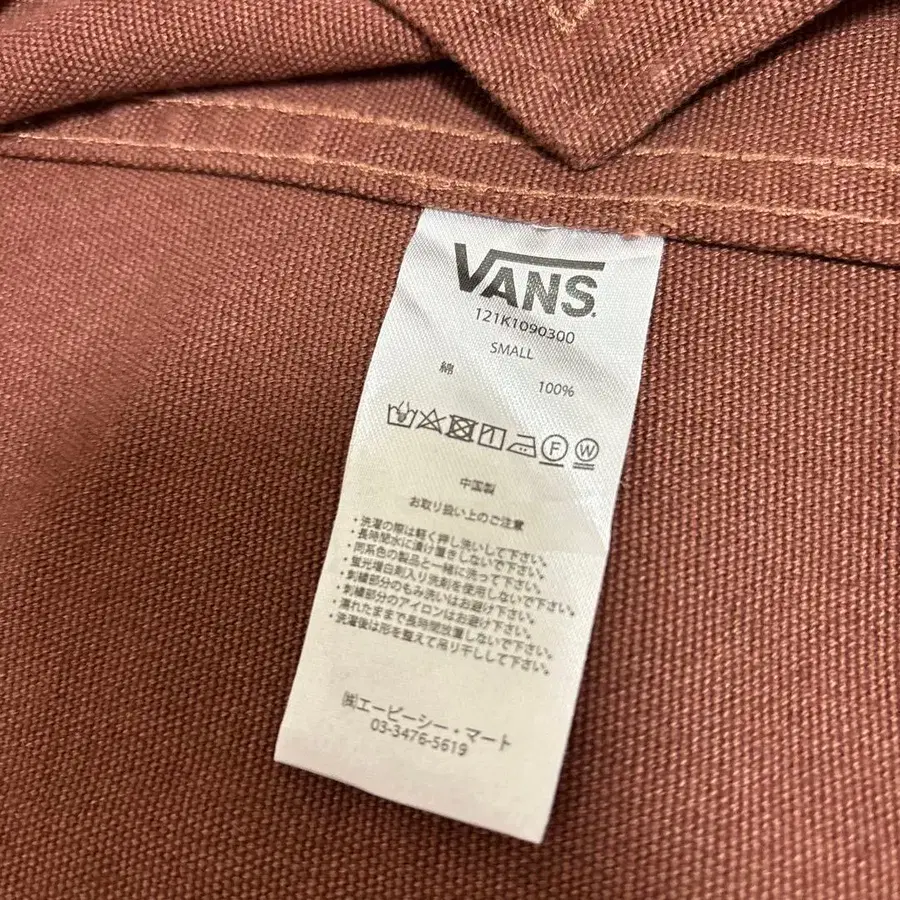 VANS
121K1090300
SMALL
綿 100%
F W
中国製
お取り扱い上のご注意
・洗濯の際は軽く押し洗いして下さい。
・長時間水に漬け置きしないで下さい。
・同系色の製品と一緒に洗って下さい。
・蛍光増白剤入り洗剤を使用しないで下さい。
・刺繍部分のもみ洗いはお避け下さい。
・刺繍部分のアイロンはお避け下さい。
・濡れたままで長時間放置しないで下さい。
・洗濯後は形を整えて吊り干しして下さい。
㈱エービーシー・マート
03-3476-5619